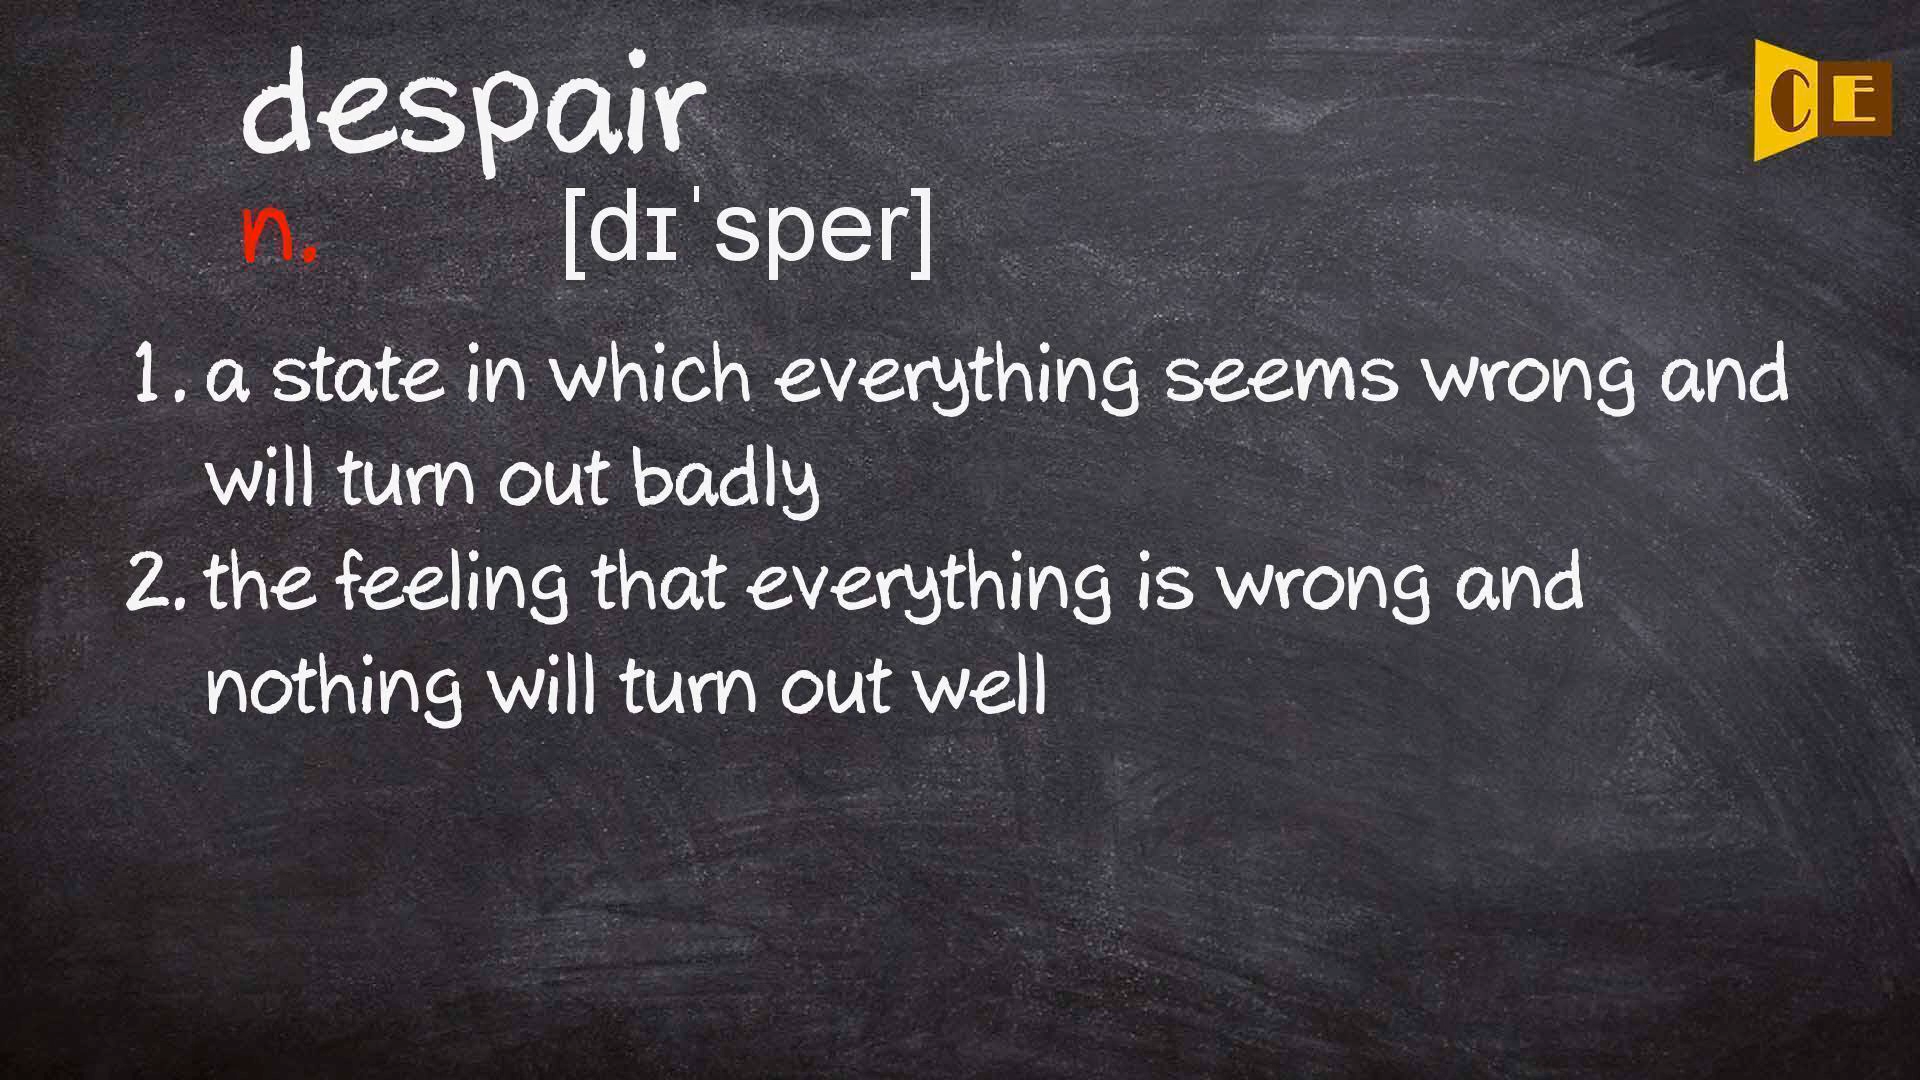 despair
CE
n. [dɪˈsper]
1. a state in which everything seems wrong and
will turn out badly
2. the feeling that everything is wrong and
nothing will turn out well